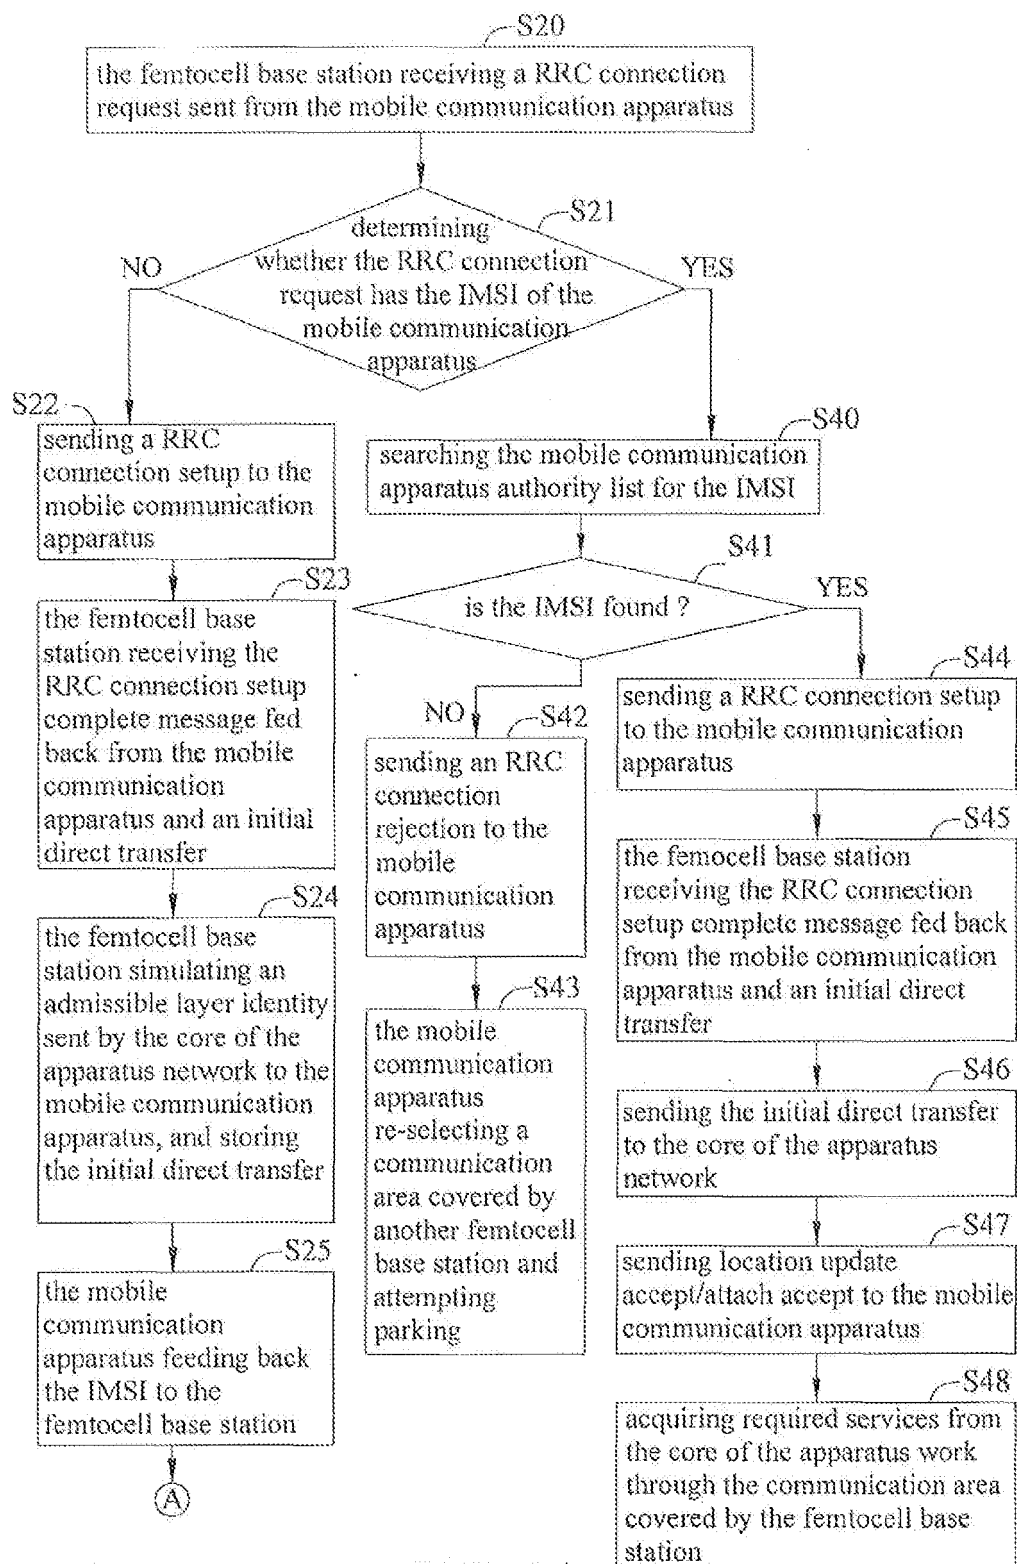 S20
the femtocell base station receiving a RRC connection
request sent from the mobile communication apparatus
S21
determining
whether the RRC connection
request has the IMSI of the
mobile communication
apparatus
NO
YES
S22
sending a RRC
connection setup to the
mobile communication
apparatus
S23
the femtocell base
station receiving the
RRC connection setup
complete message fed
back from the mobile
communication
apparatus and an initial
direct transfer
S24
the femtocell base
station simulating an
admissible layer identity
sent by the core of the
apparatus network to the
mobile communication
apparatus, and storing
the initial direct transfer
S25
the mobile
communication
apparatus feeding back
the IMSI to the
femtocell base station
A
S40
searching the mobile communication
apparatus authority list for the IMSI
S41
is the IMSI found ?
YES
NO
S42
sending an RRC
connection
rejection to the
mobile
communication
apparatus
S43
the mobile
communication
apparatus
re-selecting a
communication
area covered by
another femtocell
base station and
attempting
parking
S44
sending a RRC connection setup
to the mobile communication
apparatus
S45
the femocell base station
receiving the RRC connection
setup complete message fed back
from the mobile communication
apparatus and an initial direct
transfer
S46
sending the initial direct transfer
to the core of the apparatus
network
S47
sending location update
accept/attach accept to the mobile
communication apparatus
S48
acquiring required services from
the core of the apparatus work
through the communication area
covered by the femtocell base
station